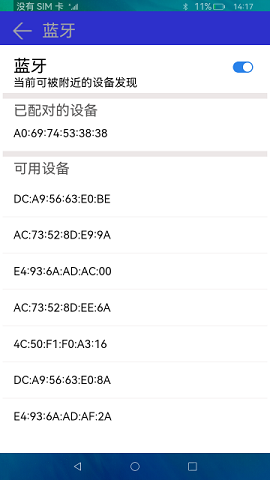 没有 SIM 卡 11% 14:17
蓝牙
蓝牙
当前可被附近的设备发现
已配对的设备
A0:69:74:53:38:38
可用设备
DC:A9:56:63:E0:BE
AC:73:52:8D:E9:9A
E4:93:6A:AD:AC:00
AC:73:52:8D:EE:6A
4C:50:F1:F0:A3:16
DC:A9:56:63:E0:8A
E4:93:6A:AD:AF:2A